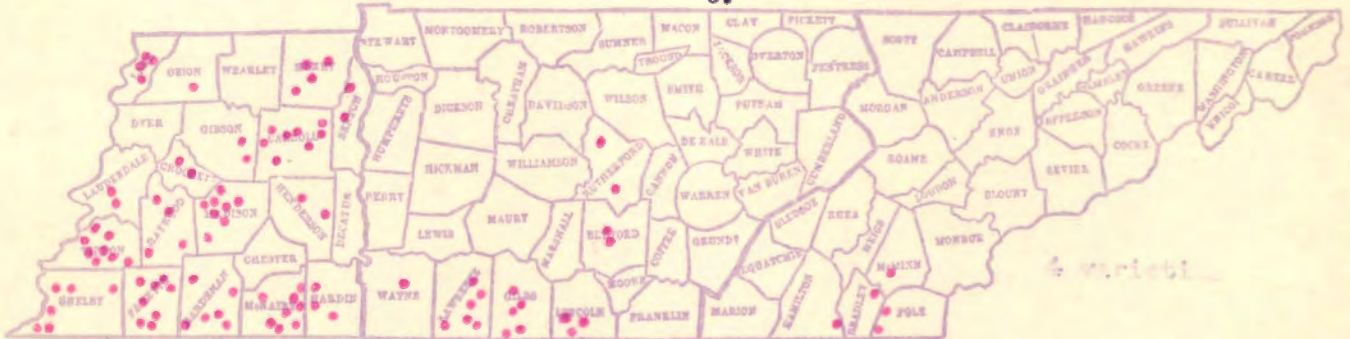 STEWART MONTGOMERY ROBERTSON SUMNER MACON CLAY PICKETT SCOTT CAMPBELL CLAIBORNE HANCOCK HAWKINS SULLIVAN JOHNSON
OBION WEAKLEY HENRY HOUSTON TROUSD JACKSON OVERTON FENTRESS UNION GRAINGER WASHINGTON CARTER
DYER GIBSON CARROLL BENTON HUMPHREYS DICKSON CHEATHAM DAVIDSON WILSON SMITH PUTNAM MORGAN ANDERSON KNOX JEFFERSON GREENE UNICOI
LAUDERDALE CROCKETT HICKMAN WILLIAMSON RUTHERFORD CANNON DE KALB WHITE CUMBERLAND ROANE LOUDON SEVIER COCKE
HAYWOOD MADISON HENDERSON DECATUR PERRY LEWIS MAURY MARSHALL BEDFORD COFFEE WARREN VAN BUREN BLEDSOE RHEA MEIGS BLOUNT MONROE
CHESTER MOORE GRUNDY SEQUATCHIE McMINN
SHELBY FAYETTE HARDEMAN McNAIRY HARDIN WAYNE LAWRENCE GILES LINCOLN FRANKLIN MARION HAMILTON BRADLEY POLK
4 varieti